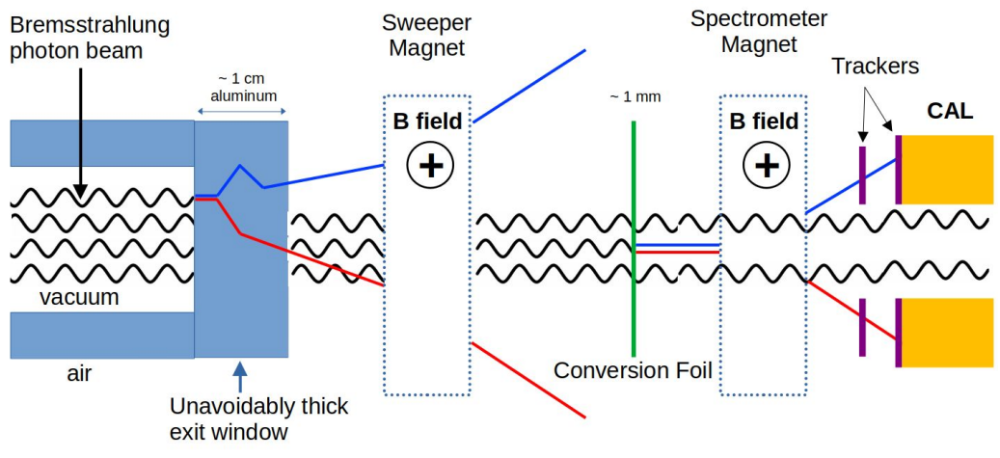 Bremsstrahlung
photon beam
~ 1 cm
aluminum
Sweeper
Magnet
Spectrometer
Magnet
Trackers
~ 1 mm
CAL
B field
+
B field
+
vacuum
air
Unavoidably thick
exit window
Conversion Foil